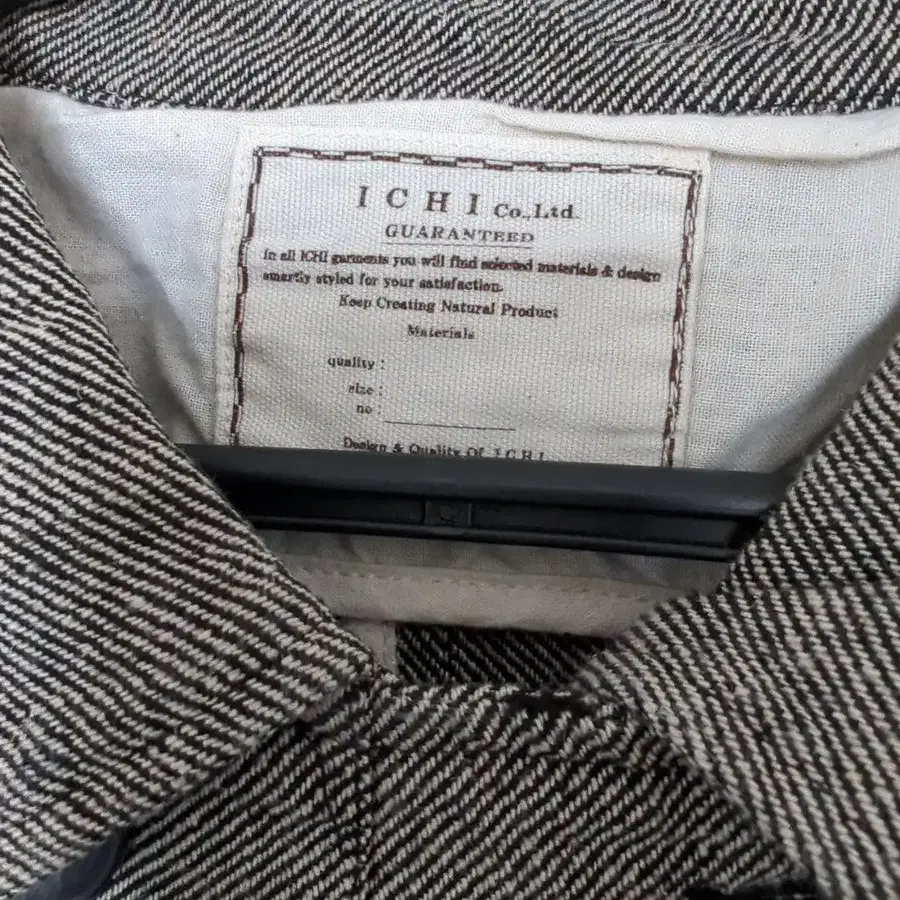 ICHI Co.,Ltd.
GUARANTEED
in all ICHI garments you will find selected materials & design
smartly styled for your satisfaction.
Keep Creating Natural Product
Materials
quality :
size :
no :
Design & Quality Of ICHI